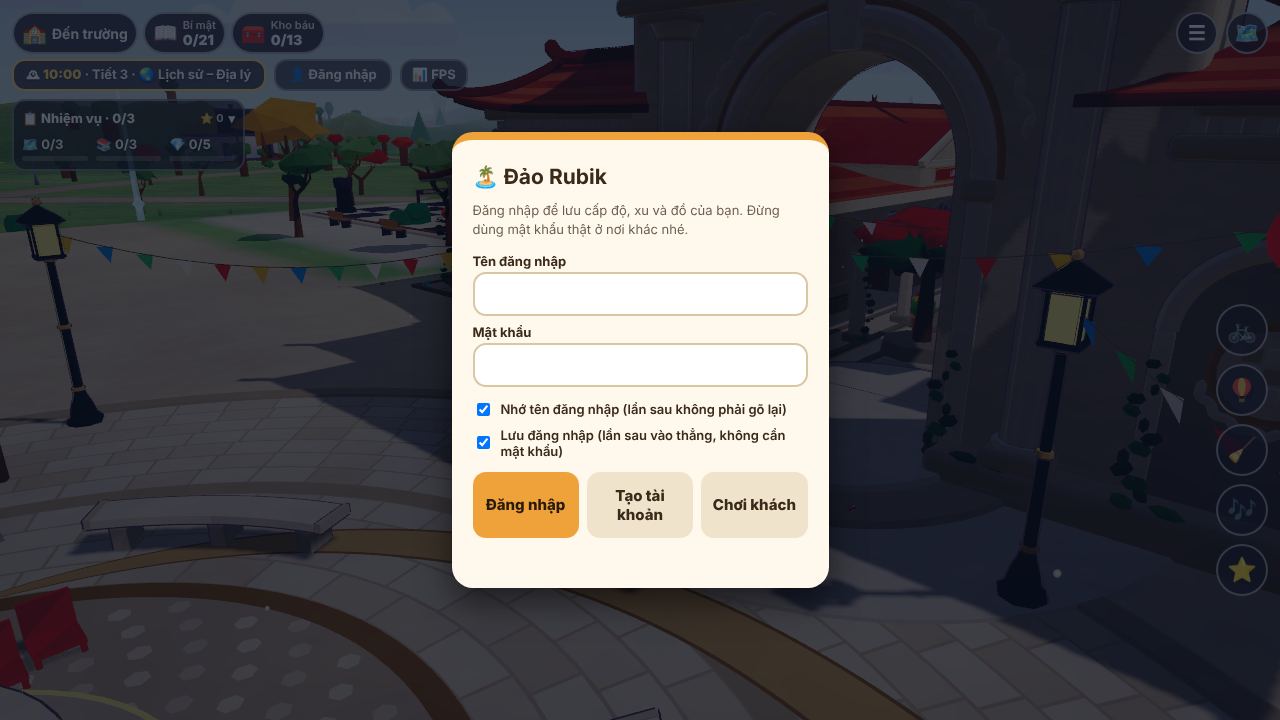 Đến trường
Bí mật
0/21
Kho báu
0/13
10:00 · Tiết 3 · Lịch sử – Địa lý
Đăng nhập
FPS
Nhiệm vụ · 0/3
0 ▾
0/3
0/3
0/5
Đảo Rubik
Đăng nhập để lưu cấp độ, xu và đồ của bạn. Đừng
dùng mật khẩu thật ở nơi khác nhé.
Tên đăng nhập
Mật khẩu
Nhớ tên đăng nhập (lần sau không phải gõ lại)
Lưu đăng nhập (lần sau vào thẳng, không cần
mật khẩu)
Đăng nhập
Tạo tài
khoản
Chơi khách